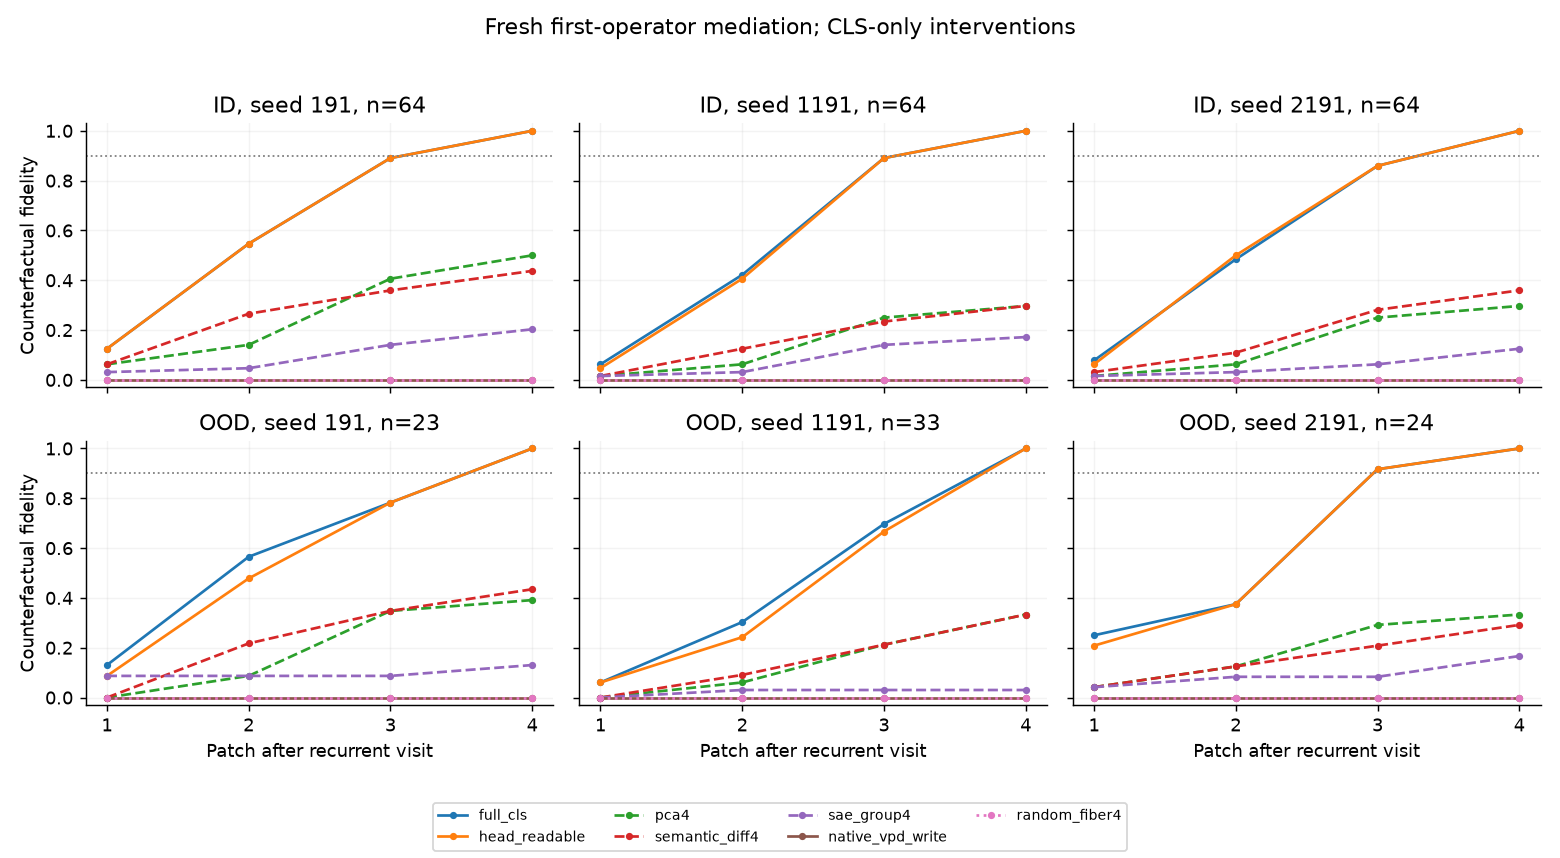 Fresh first-operator mediation; CLS-only interventions
ID, seed 191, n=64
ID, seed 1191, n=64
ID, seed 2191, n=64
1.0
0.8
0.6
0.4
0.2
0.0
Counterfactual fidelity
OOD, seed 191, n=23
OOD, seed 1191, n=33
OOD, seed 2191, n=24
1.0
0.8
0.6
0.4
0.2
0.0
Counterfactual fidelity
1 2 3 4
1 2 3 4
1 2 3 4
Patch after recurrent visit
Patch after recurrent visit
Patch after recurrent visit
full_cls
head_readable
pca4
semantic_diff4
sae_group4
native_vpd_write
random_fiber4